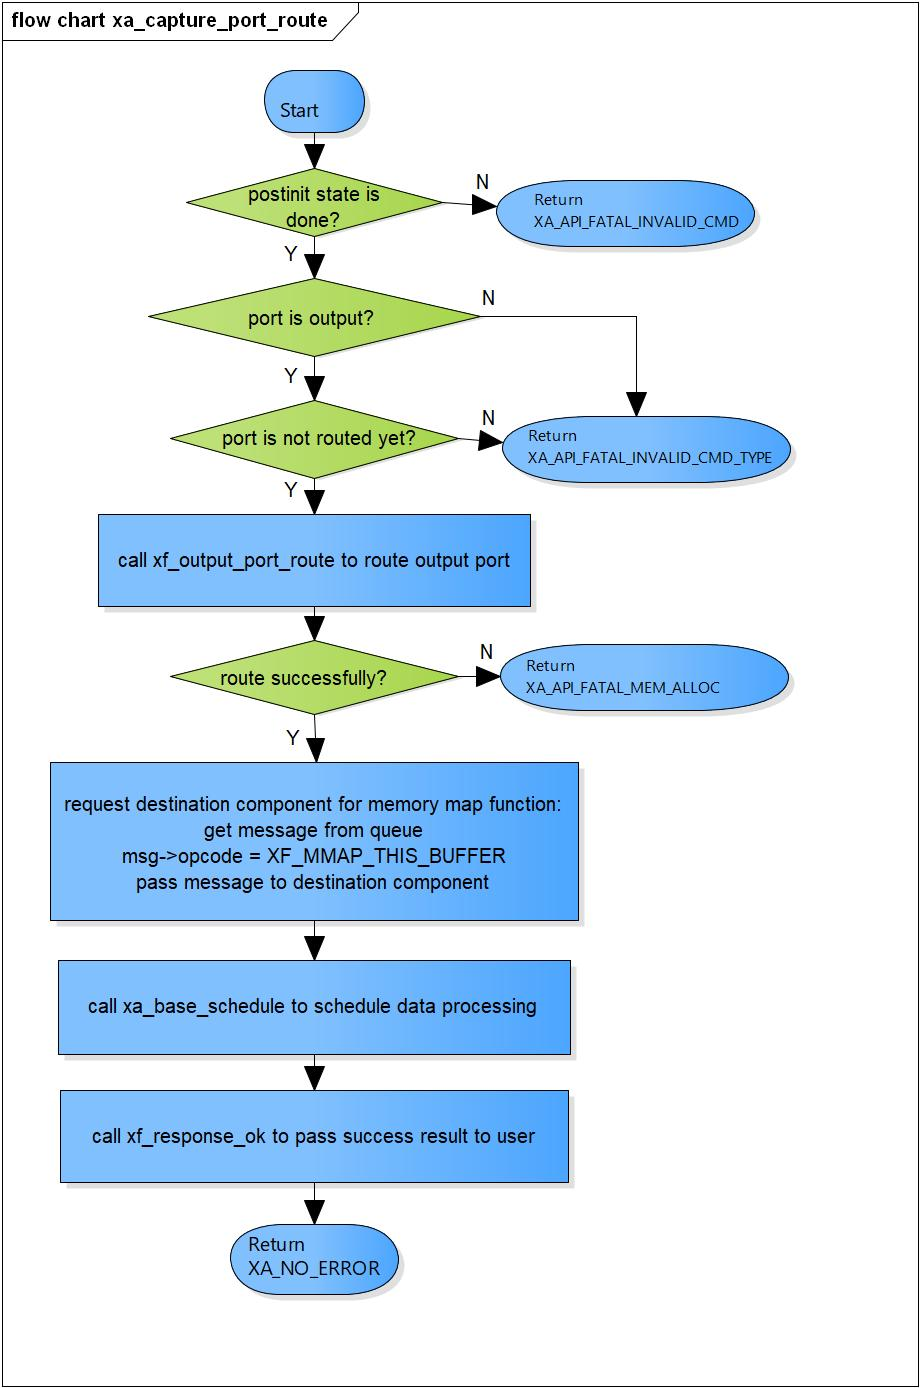 flow chart xa_capture_port_route
Start
postinit state is
done?
N
Return
XA_API_FATAL_INVALID_CMD
Y
port is output?
N
Y
port is not routed yet?
N
Return
XA_API_FATAL_INVALID_CMD_TYPE
Y
call xf_output_port_route to route output port
route successfully?
N
Return
XA_API_FATAL_MEM_ALLOC
Y
request destination component for memory map function:
get message from queue
msg->opcode = XF_MMAP_THIS_BUFFER
pass message to destination component
call xa_base_schedule to schedule data processing
call xf_response_ok to pass success result to user
Return
XA_NO_ERROR